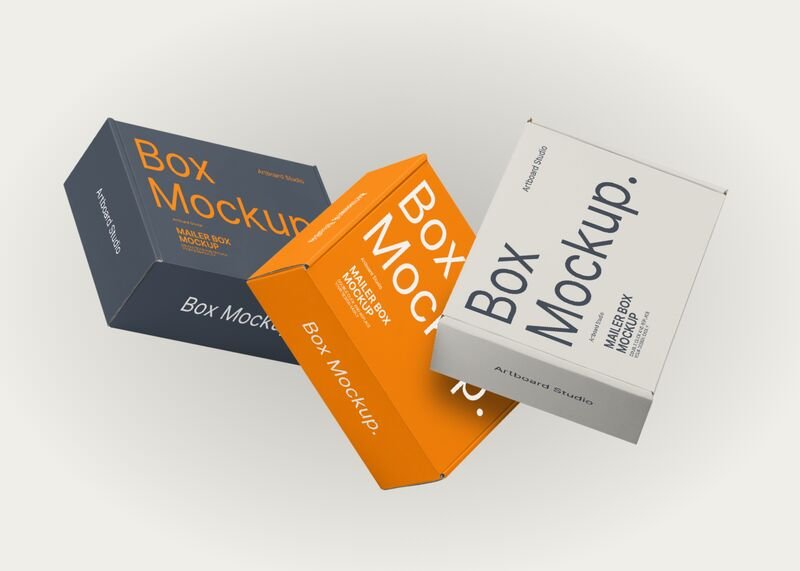 Box
Mockup
Artboard Studio
Artboard Studio
MAILER BOX
MOCKUP
Artboard Studio
Box Mocku
Box
Mock
p.
MAILER BOX
MOCKUP
Box Mockup.
Artboard Studio
Box
Mockup.
Artboard Studio
MAILER BOX
MOCKUP
Artboard Studio